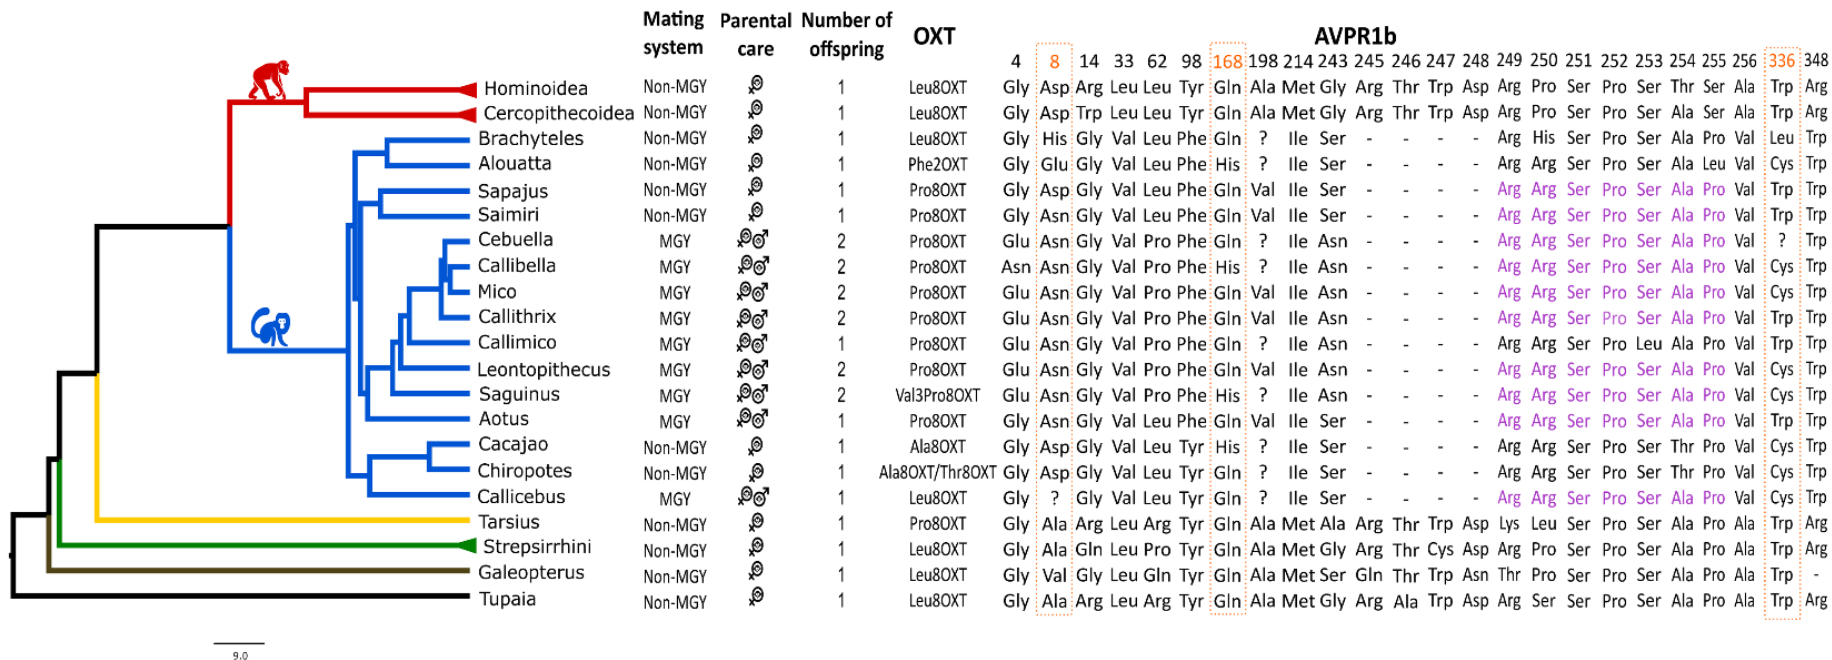 Mating system Parental care Number of offspring OXT AVPR1b
4 8 14 33 62 98 168 198 214 243 245 246 247 248 249 250 251 252 253 254 255 256 336 348
Hominoidea Non-MGY 1 Leu8OXT Gly Asp Arg Leu Leu Tyr Gln Ala Met Gly Arg Thr Trp Asp Arg Pro Ser Pro Ser Thr Ser Ala Trp Arg
Cercopithecoidea Non-MGY 1 Leu8OXT Gly Asp Trp Leu Leu Tyr Gln Ala Met Gly Arg Thr Trp Asp Arg Pro Ser Pro Ser Ala Ser Ala Trp Arg
Brachyteles Non-MGY 1 Leu8OXT Gly His Gly Val Leu Phe Gln ? Ile Ser - - - - Arg His Ser Pro Ser Ala Pro Val Leu Trp
Alouatta Non-MGY 1 Phe2OXT Gly Glu Gly Val Leu Phe His ? Ile Ser - - - - Arg Arg Ser Pro Ser Ala Leu Val Cys Trp
Sapajus Non-MGY 1 Pro8OXT Gly Asp Gly Val Leu Phe Gln Val Ile Ser - - - - Arg Arg Ser Pro Ser Ala Pro Val Trp Trp
Saimiri Non-MGY 1 Pro8OXT Gly Asn Gly Val Leu Phe Gln Val Ile Ser - - - - Arg Arg Ser Pro Ser Ala Pro Val Trp Trp
Cebuella MGY 2 Pro8OXT Glu Asn Gly Val Pro Phe Gln ? Ile Asn - - - - Arg Arg Ser Pro Ser Ala Pro Val ? Trp
Callibella MGY 2 Pro8OXT Asn Asn Gly Val Pro Phe His ? Ile Asn - - - - Arg Arg Ser Pro Ser Ala Pro Val Cys Trp
Mico MGY 2 Pro8OXT Glu Asn Gly Val Pro Phe Gln Val Ile Asn - - - - Arg Arg Ser Pro Ser Ala Pro Val Cys Trp
Callithrix MGY 2 Pro8OXT Glu Asn Gly Val Pro Phe Gln Val Ile Asn - - - - Arg Arg Ser Pro Ser Ala Pro Val Trp Trp
Callimico MGY 1 Pro8OXT Glu Asn Gly Val Pro Phe Gln ? Ile Asn - - - - Arg Arg Ser Pro Leu Ala Pro Val Trp Trp
Leontopithecus MGY 2 Pro8OXT Glu Asn Gly Val Pro Phe Gln Val Ile Asn - - - - Arg Arg Ser Pro Ser Ala Pro Val Cys Trp
Saguinus MGY 2 Val3Pro8OXT Glu Asn Gly Val Pro Phe His ? Ile Asn - - - - Arg Arg Ser Pro Ser Ala Pro Val Cys Trp
Aotus MGY 1 Pro8OXT Gly Asn Gly Val Leu Phe Gln Val Ile Ser - - - - Arg Arg Ser Pro Ser Ala Pro Val Trp Trp
Cacajao Non-MGY 1 Ala8OXT Gly Asp Gly Val Leu Tyr His ? Ile Ser - - - - Arg Arg Ser Pro Ser Thr Pro Val Cys Trp
Chiropotes Non-MGY 1 Ala8OXT/Thr8OXT Gly Asp Gly Val Leu Tyr Gln ? Ile Ser - - - - Arg Arg Ser Pro Ser Thr Pro Val Cys Trp
Callicebus MGY 1 Leu8OXT Gly ? Gly Val Leu Tyr Gln ? Ile Ser - - - - Arg Arg Ser Pro Ser Ala Pro Val Cys Trp
Tarsius Non-MGY 1 Pro8OXT Gly Ala Arg Leu Arg Tyr Gln Ala Met Ala Arg Thr Trp Asp Lys Leu Ser Pro Ser Ala Pro Ala Trp Arg
Strepsirrhini Non-MGY 1 Leu8OXT Gly Ala Gln Leu Pro Tyr Gln Ala Met Gly Arg Thr Cys Asp Arg Pro Ser Pro Ser Ala Pro Ala Trp Arg
Galeopterus Non-MGY 1 Leu8OXT Gly Val Gly Leu Gln Tyr Gln Ala Met Ser Gln Thr Trp Asn Thr Pro Ser Pro Ser Ala Pro Ala Trp -
Tupaia Non-MGY 1 Leu8OXT Gly Ala Arg Leu Arg Tyr Gln Ala Met Gly Arg Ala Trp Asp Arg Ser Ser Pro Ser Ala Pro Ala Trp Arg
9.0